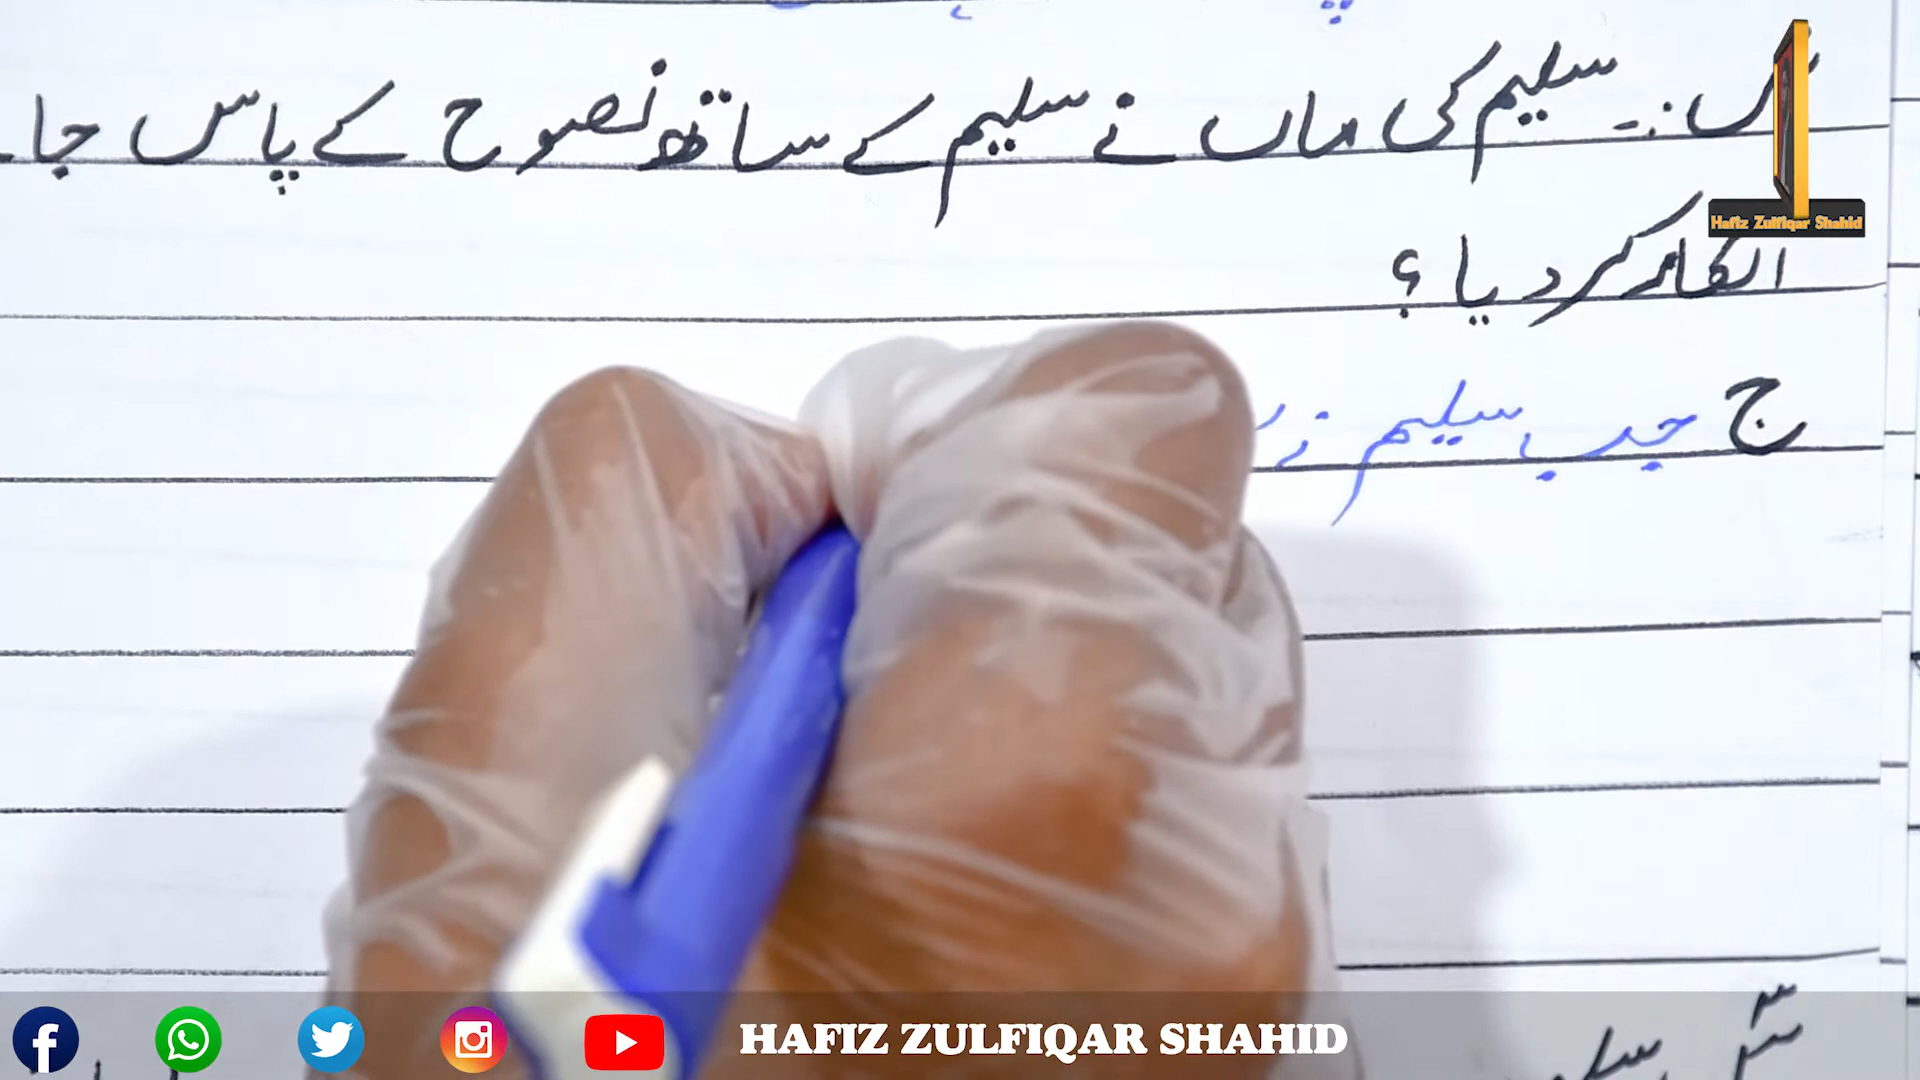 س:۔ سلیم کی ماں نے سلیم کے ساتھ نصوح کے پاس جا
انکار کر دیا ؟
ج جب سلیم نے
Hafiz Zulfiqar Shahid
HAFIZ ZULFIQAR SHAHID